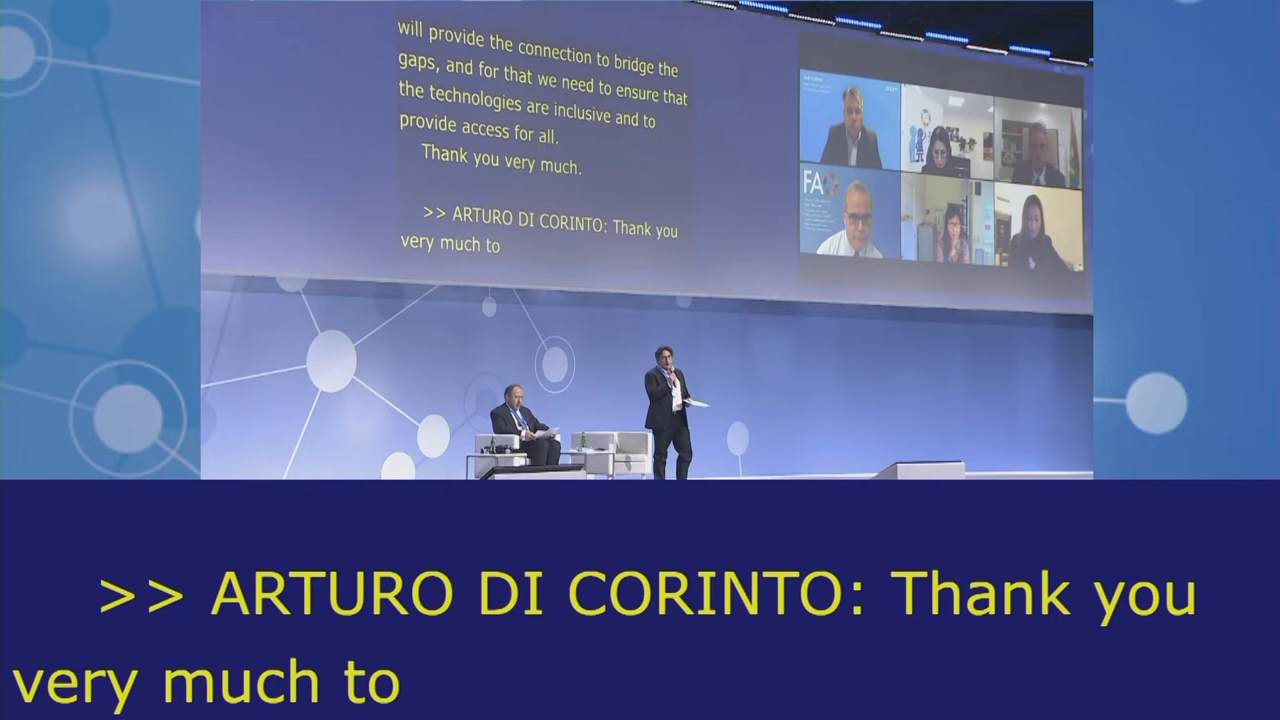 will provide the connection to bridge the
gaps, and for that we need to ensure that
the technologies are inclusive and to
provide access for all.
Thank you very much.
>> ARTURO DI CORINTO: Thank you
very much to
FAO
>> ARTURO DI CORINTO: Thank you
very much to